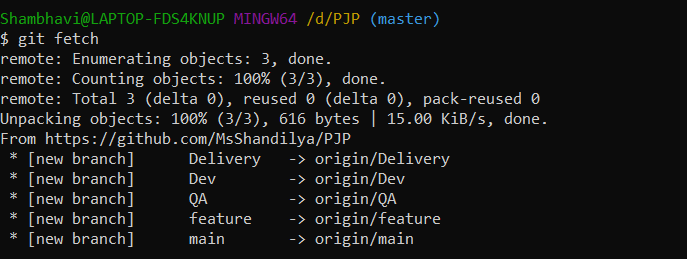 Shambhavi@LAPTOP-FDS4KNUP MINGW64 /d/PJP (master)
$ git fetch
remote: Enumerating objects: 3, done.
remote: Counting objects: 100% (3/3), done.
remote: Total 3 (delta 0), reused 0 (delta 0), pack-reused 0
Unpacking objects: 100% (3/3), 616 bytes | 15.00 KiB/s, done.
From https://github.com/MsShandilya/PJP
 * [new branch]      Delivery   -> origin/Delivery
 * [new branch]      Dev        -> origin/Dev
 * [new branch]      QA         -> origin/QA
 * [new branch]      feature    -> origin/feature
 * [new branch]      main       -> origin/main